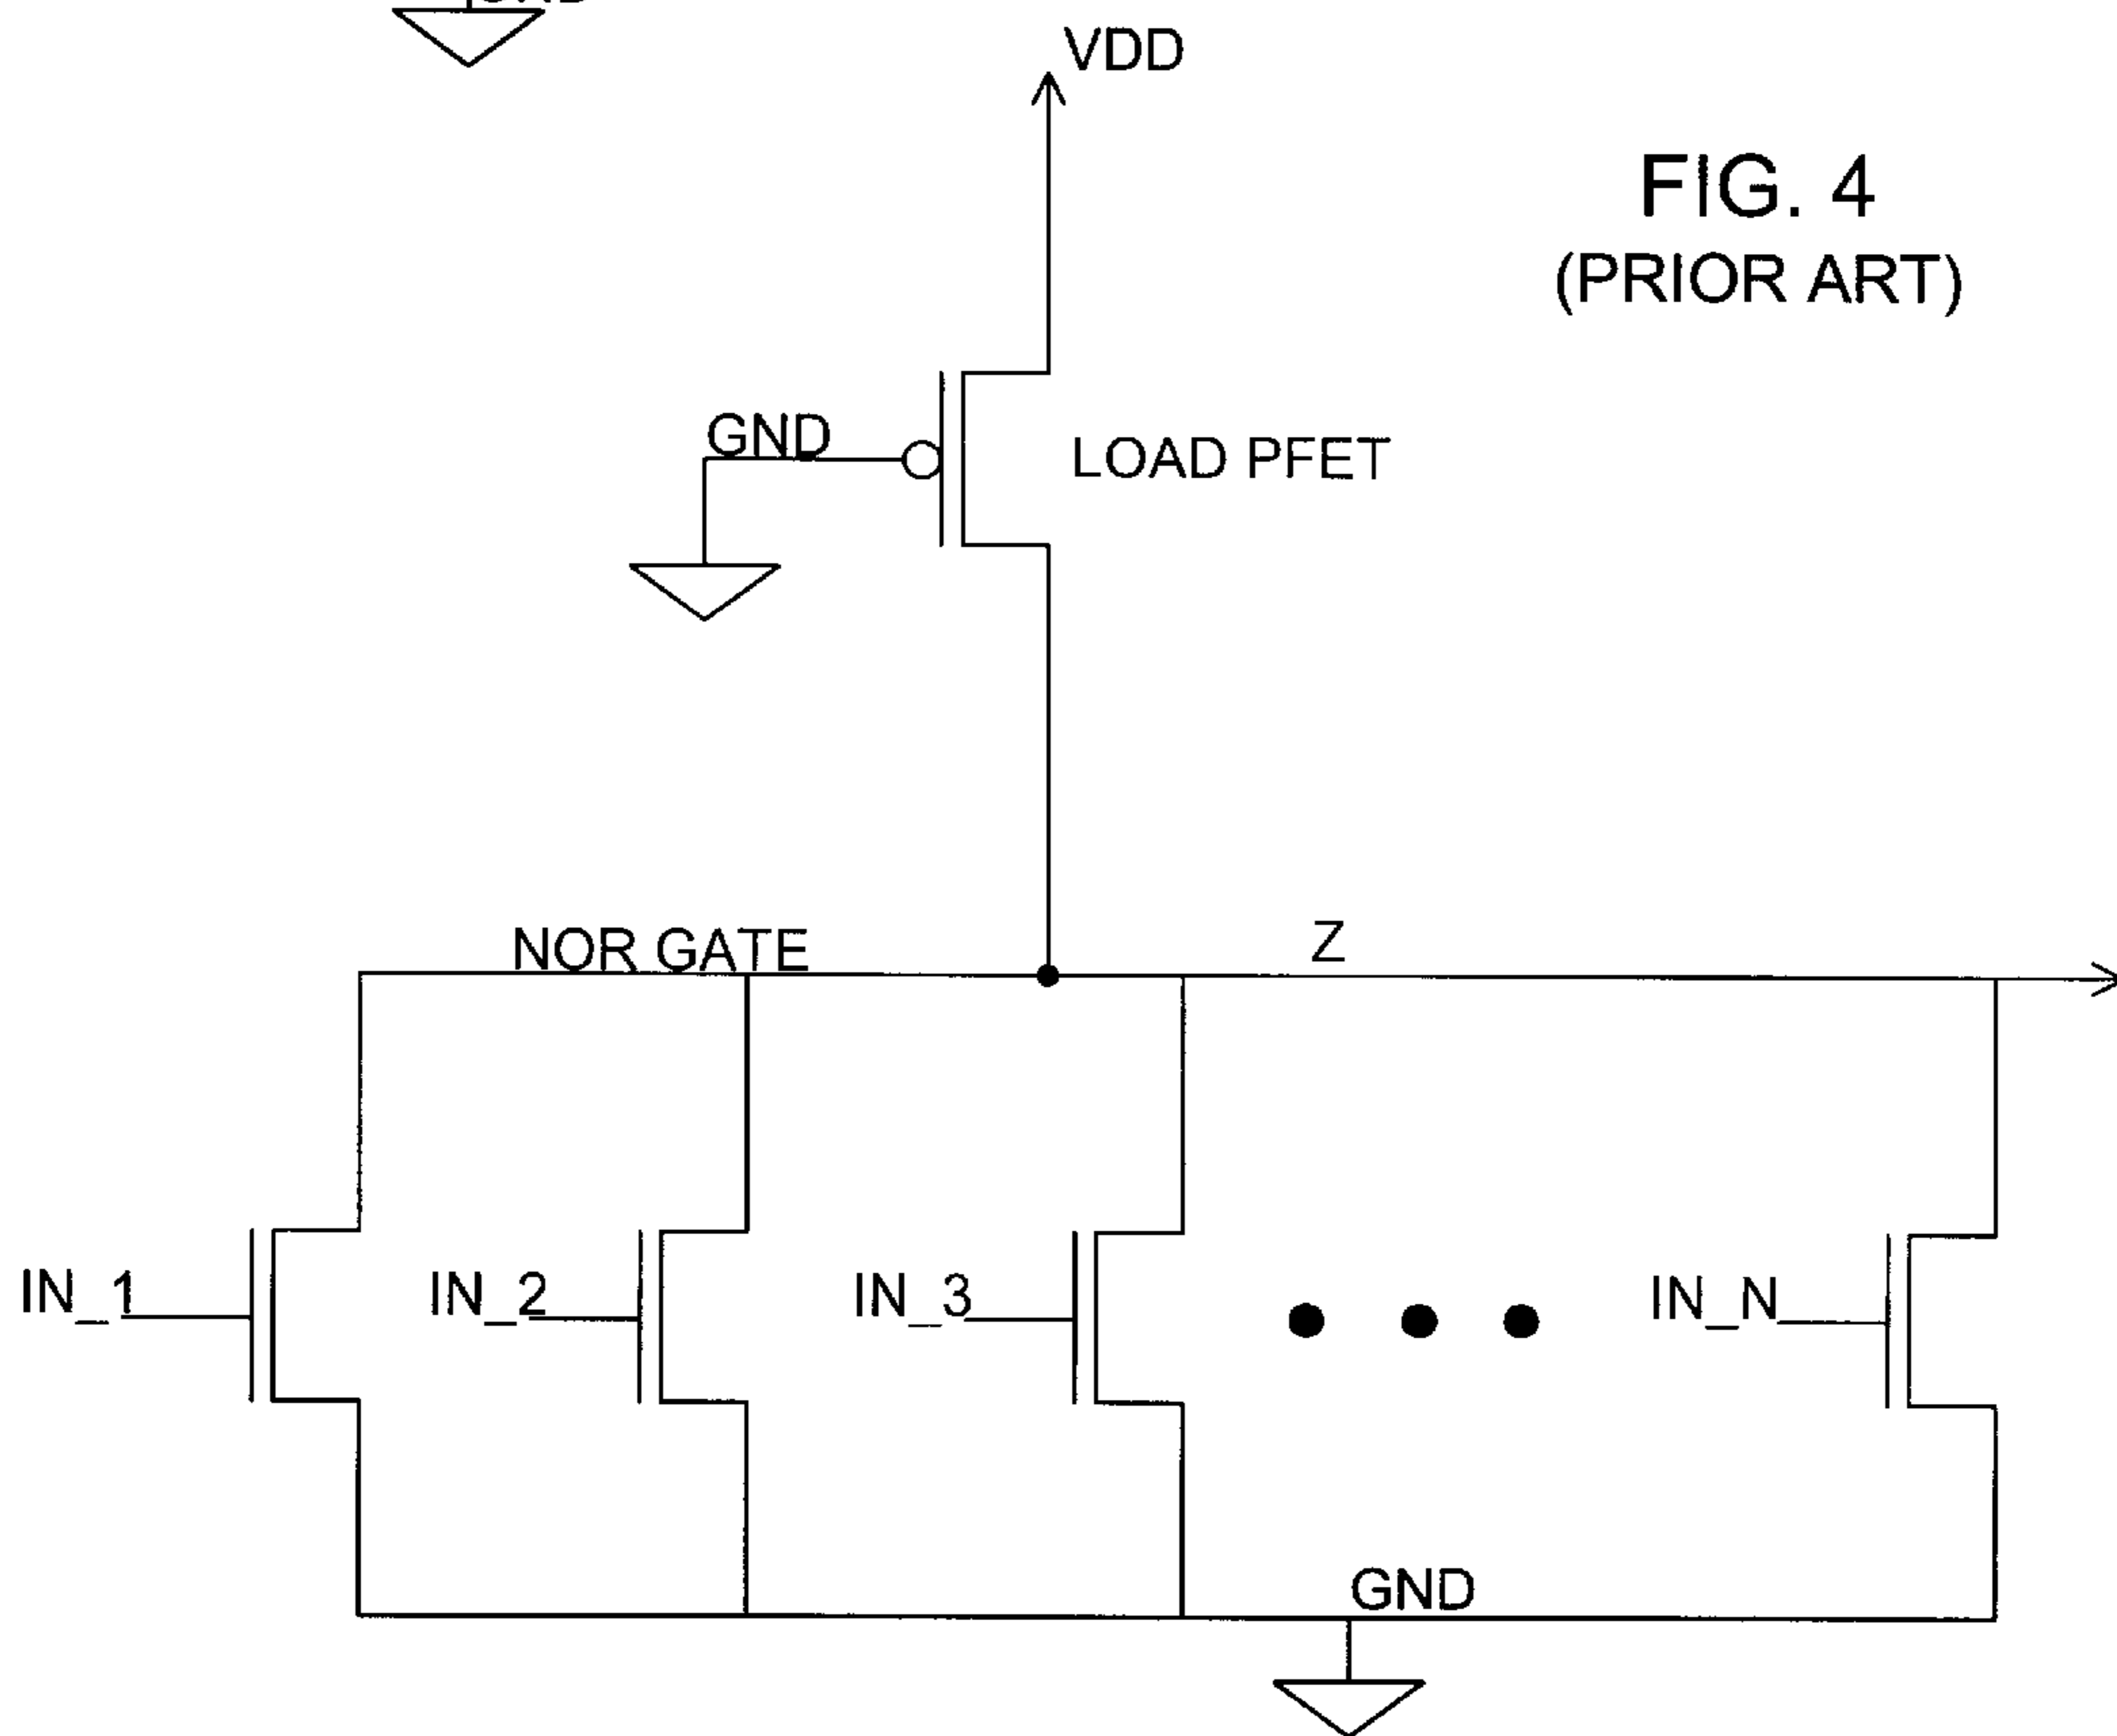 VDD
FIG. 4
(PRIOR ART)
GND
LOAD PFET
NOR GATE
Z
IN_1
IN_2
IN_3
IN_N
GND